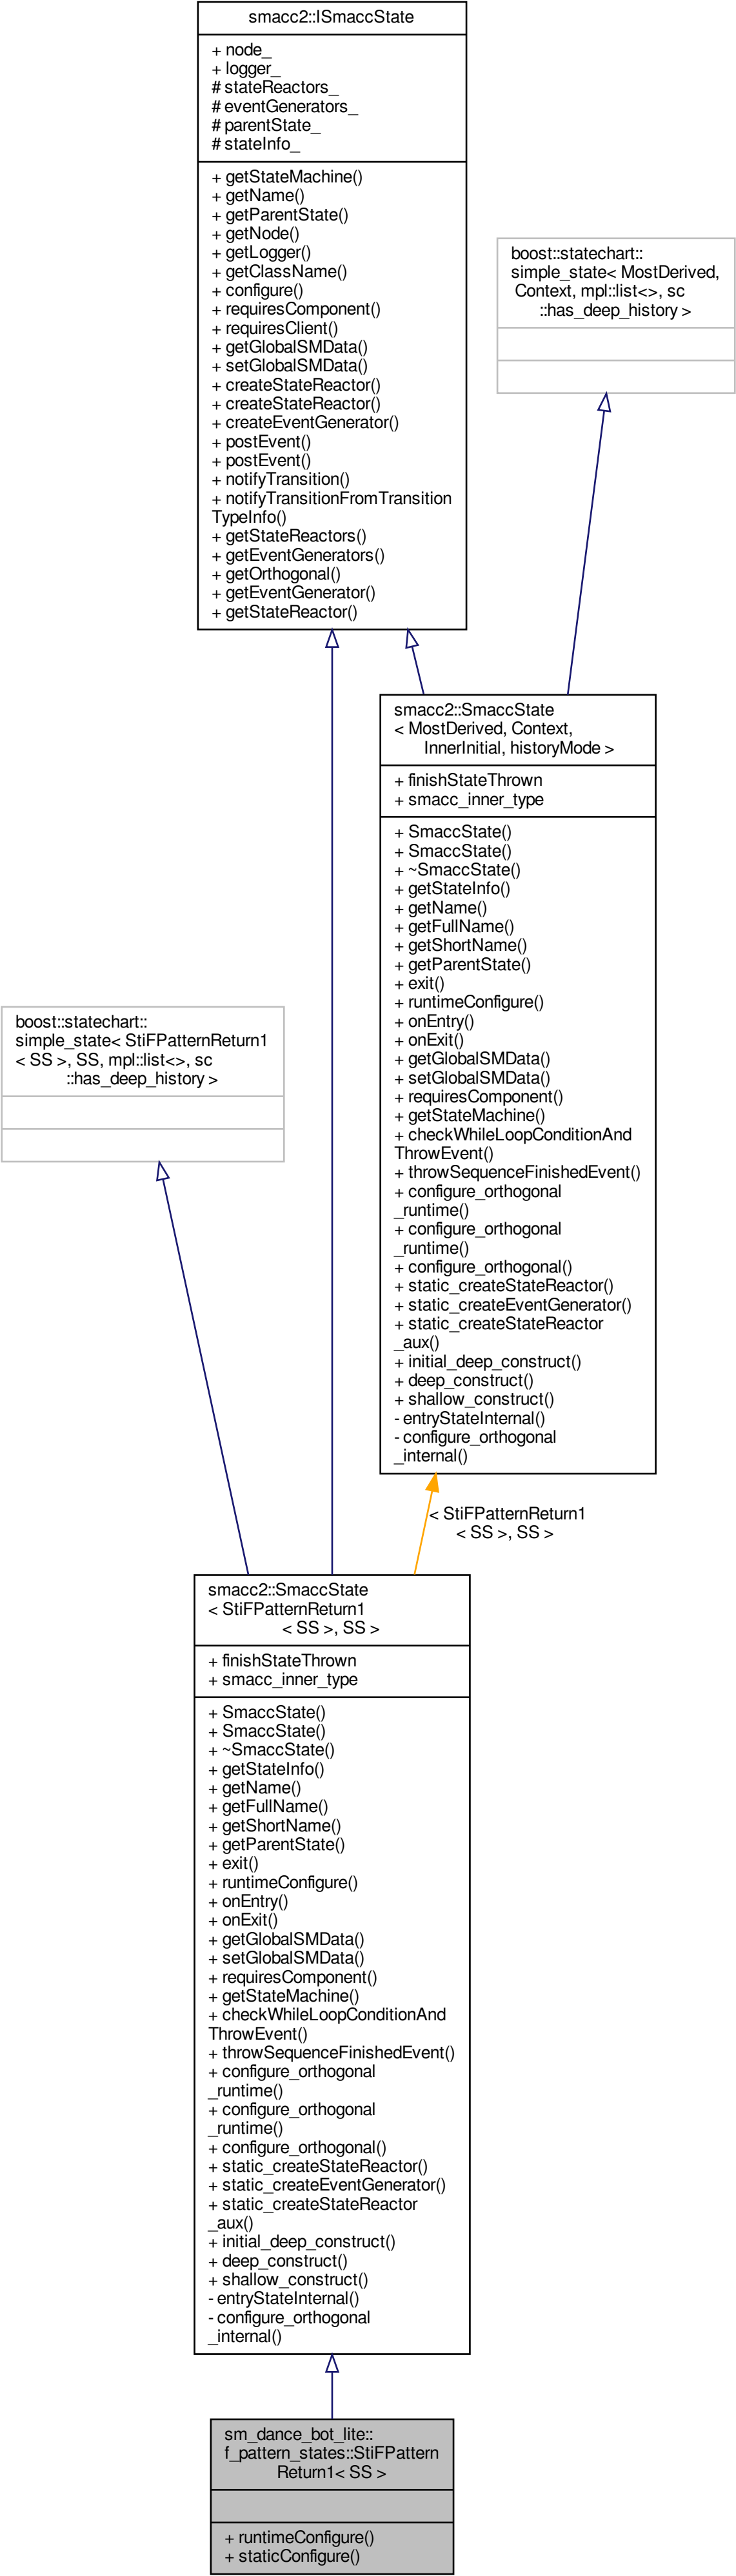 smacc2::ISmaccState
+ node_
+ logger_
# stateReactors_
# eventGenerators_
# parentState_
# stateInfo_
+ getStateMachine()
+ getName()
+ getParentState()
+ getNode()
+ getLogger()
+ getClassName()
+ configure()
+ requiresComponent()
+ requiresClient()
+ getGlobalSMData()
+ setGlobalSMData()
+ createStateReactor()
+ createStateReactor()
+ createEventGenerator()
+ postEvent()
+ postEvent()
+ notifyTransition()
+ notifyTransitionFromTransition
TypeInfo()
+ getStateReactors()
+ getEventGenerators()
+ getOrthogonal()
+ getEventGenerator()
+ getStateReactor()
boost::statechart::
simple_state< MostDerived,
Context, mpl::list<>, sc
::has_deep_history >
smacc2::SmaccState
< MostDerived, Context,
InnerInitial, historyMode >
+ finishStateThrown
+ smacc_inner_type
+ SmaccState()
+ SmaccState()
+ ~SmaccState()
+ getStateInfo()
+ getName()
+ getFullName()
+ getShortName()
+ getParentState()
+ exit()
+ runtimeConfigure()
+ onEntry()
+ onExit()
+ getGlobalSMData()
+ setGlobalSMData()
+ requiresComponent()
+ getStateMachine()
+ checkWhileLoopConditionAnd
ThrowEvent()
+ throwSequenceFinishedEvent()
+ configure_orthogonal
_runtime()
+ configure_orthogonal
_runtime()
+ configure_orthogonal()
+ static_createStateReactor()
+ static_createEventGenerator()
+ static_createStateReactor
_aux()
+ initial_deep_construct()
+ deep_construct()
+ shallow_construct()
- entryStateInternal()
- configure_orthogonal
_internal()
boost::statechart::
simple_state< StiFPatternReturn1
< SS >, SS, mpl::list<>, sc
::has_deep_history >
< StiFPatternReturn1
< SS >, SS >
smacc2::SmaccState
< StiFPatternReturn1
< SS >, SS >
+ finishStateThrown
+ smacc_inner_type
+ SmaccState()
+ SmaccState()
+ ~SmaccState()
+ getStateInfo()
+ getName()
+ getFullName()
+ getShortName()
+ getParentState()
+ exit()
+ runtimeConfigure()
+ onEntry()
+ onExit()
+ getGlobalSMData()
+ setGlobalSMData()
+ requiresComponent()
+ getStateMachine()
+ checkWhileLoopConditionAnd
ThrowEvent()
+ throwSequenceFinishedEvent()
+ configure_orthogonal
_runtime()
+ configure_orthogonal
_runtime()
+ configure_orthogonal()
+ static_createStateReactor()
+ static_createEventGenerator()
+ static_createStateReactor
_aux()
+ initial_deep_construct()
+ deep_construct()
+ shallow_construct()
- entryStateInternal()
- configure_orthogonal
_internal()
sm_dance_bot_lite::
f_pattern_states::StiFPattern
Return1< SS >
+ runtimeConfigure()
+ staticConfigure()